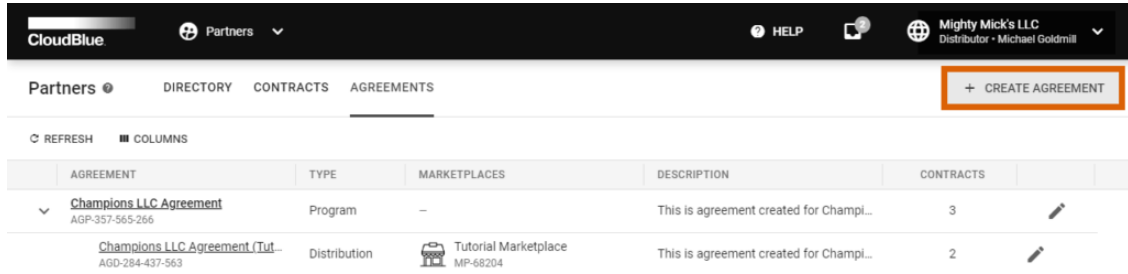 CloudBlue. Partners HELP 2 Mighty Mick's LLC
Distributor • Michael Goldmill
Partners DIRECTORY CONTRACTS AGREEMENTS + CREATE AGREEMENT
REFRESH COLUMNS
AGREEMENT TYPE MARKETPLACES DESCRIPTION CONTRACTS
Champions LLC Agreement
AGP-357-565-266
Program – This is agreement created for Champi... 3
Champions LLC Agreement (Tut...
AGD-284-437-563
Distribution
Tutorial Marketplace
MP-68204
This is agreement created for Champi... 2